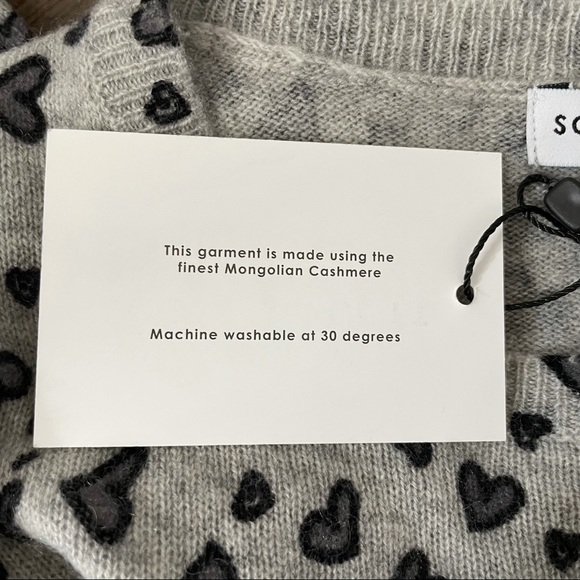 This garment is made using the
finest Mongolian Cashmere
Machine washable at 30 degrees